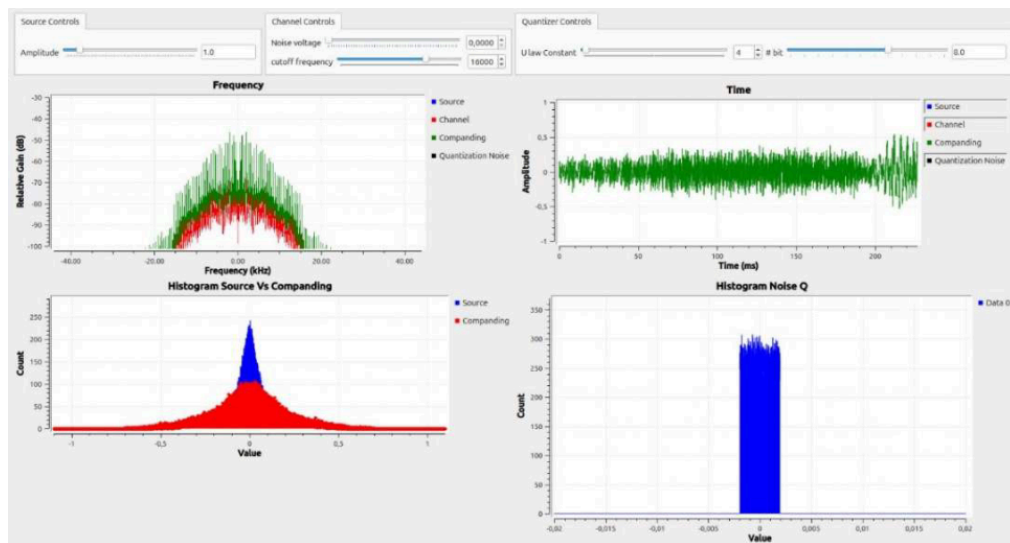 Source Controls
Amplitude 1.0
Channel Controls
Noise voltage 0,0000
cutoff frequency 16000
Quantizer Controls
U law Constant 4 # bit 8.0
Frequency
-30
-40
-50
-60
-70
-80
-90
-100
Relative Gain (dB)
-40.00 -20.00 0.00 20.00 40.00
Frequency (kHz)
Source
Channel
Companding
Quantization Noise
Time
1
0,5
0
-0,5
-1
Amplitude
0 50 100 150 200
Time (ms)
Source
Channel
Companding
Quantization Noise
Histogram Source Vs Companding
250
200
150
100
50
0
Count
-1 -0,5 0 0,5 1
Value
Source
Companding
Histogram Noise Q
350
300
250
200
150
100
50
0
Count
-0,02 -0,015 -0,01 -0,005 0 0,005 0,01 0,015 0,02
Value
Data 0